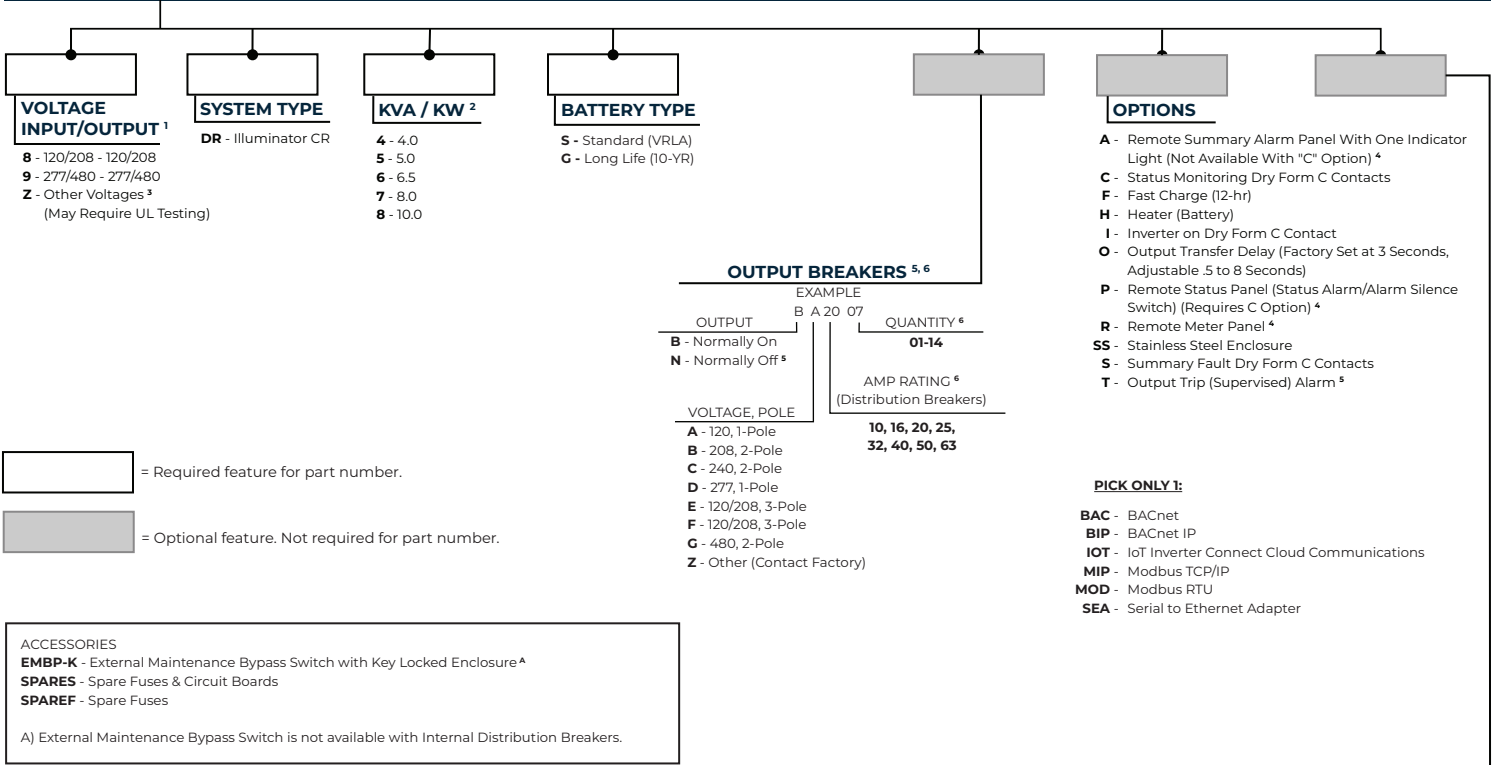 VOLTAGE
INPUT/OUTPUT ¹
8 - 120/208 - 120/208
9 - 277/480 - 277/480
Z - Other Voltages ³
(May Require UL Testing)
SYSTEM TYPE
DR - Illuminator CR
KVA / KW ²
4 - 4.0
5 - 5.0
6 - 6.5
7 - 8.0
8 - 10.0
BATTERY TYPE
S - Standard (VRLA)
G - Long Life (10-YR)
OUTPUT BREAKERS ⁵, ⁶
EXAMPLE
B A 20 07
OUTPUT
B - Normally On
N - Normally Off ⁵
QUANTITY ⁶
01-14
AMP RATING ⁶
(Distribution Breakers)
10, 16, 20, 25,
32, 40, 50, 63
VOLTAGE, POLE
A - 120, 1-Pole
B - 208, 2-Pole
C - 240, 2-Pole
D - 277, 1-Pole
E - 120/208, 3-Pole
F - 120/208, 3-Pole
G - 480, 2-Pole
Z - Other (Contact Factory)
OPTIONS
A - Remote Summary Alarm Panel With One Indicator
Light (Not Available With "C" Option) ⁴
C - Status Monitoring Dry Form C Contacts
F - Fast Charge (12-hr)
H - Heater (Battery)
I - Inverter on Dry Form C Contact
O - Output Transfer Delay (Factory Set at 3 Seconds,
Adjustable .5 to 8 Seconds)
P - Remote Status Panel (Status Alarm/Alarm Silence
Switch) (Requires C Option) ⁴
R - Remote Meter Panel ⁴
SS - Stainless Steel Enclosure
S - Summary Fault Dry Form C Contacts
T - Output Trip (Supervised) Alarm ⁵
PICK ONLY 1:
BAC - BACnet
BIP - BACnet IP
IOT - IoT Inverter Connect Cloud Communications
MIP - Modbus TCP/IP
MOD - Modbus RTU
SEA - Serial to Ethernet Adapter
= Required feature for part number.
= Optional feature. Not required for part number.
ACCESSORIES
EMBP-K - External Maintenance Bypass Switch with Key Locked Enclosure ᴬ
SPARES - Spare Fuses & Circuit Boards
SPAREF - Spare Fuses
A) External Maintenance Bypass Switch is not available with Internal Distribution Breakers.